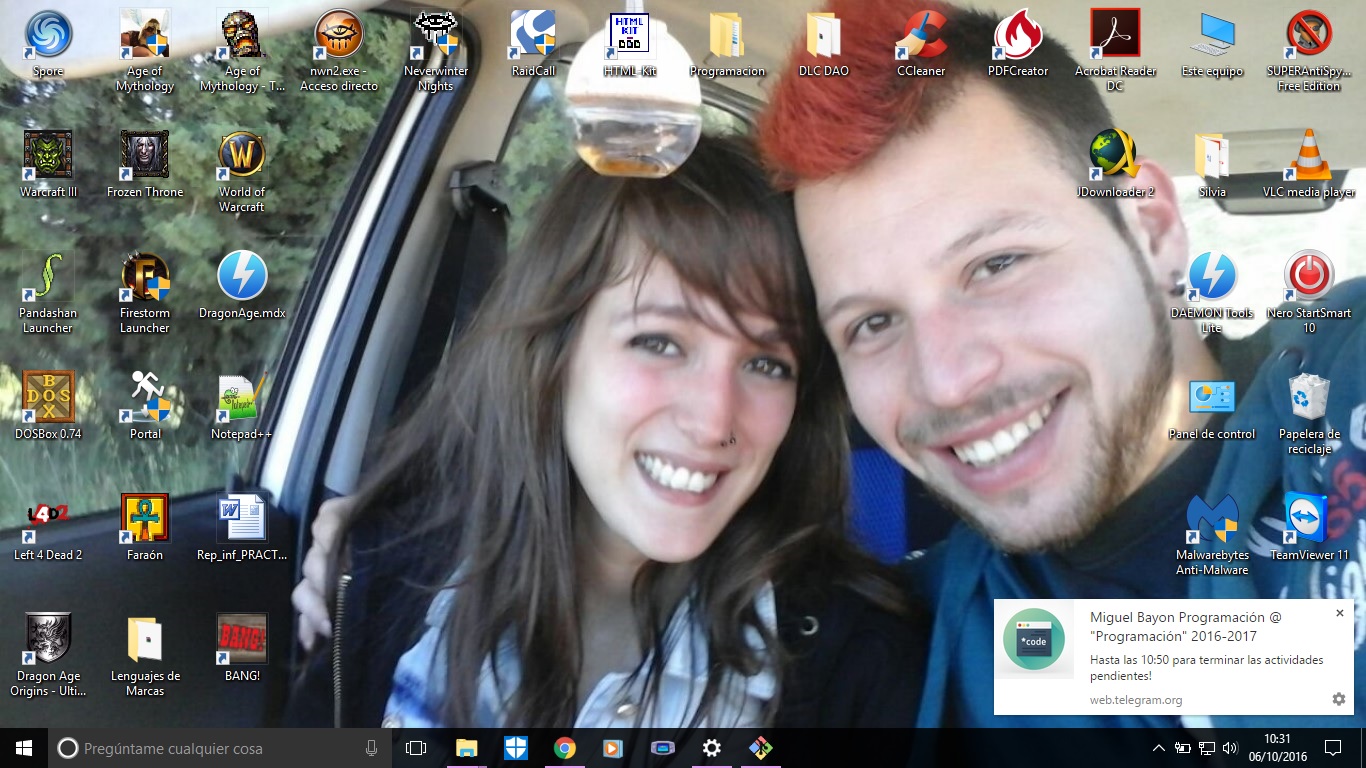 Spore
Age of
Mythology
Age of
Mythology - T...
nwn2.exe -
Acceso directo
Neverwinter
Nights
RaidCall
HTML
KIT
HTML-Kit
Programacion
DLC DAO
CCleaner
PDFCreator
Acrobat Reader
DC
Este equipo
SUPERAntiSpy...
Free Edition
Warcraft III
Frozen Throne
W
World of
Warcraft
JDownloader 2
Silvia
VLC media player
Pandashan
Launcher
F
Firestorm
Launcher
DragonAge.mdx
DAEMON Tools
Lite
Nero StartSmart
10
DOS
BOX
DOSBox 0.74
Portal
Notepad++
Panel de control
Papelera de
reciclaje
L4D2
Left 4 Dead 2
Faraón
W
Rep_inf_PRACT...
Malwarebytes
Anti-Malware
TeamViewer 11
Dragon Age
Origins - Ulti...
Lenguajes de
Marcas
BANG!
BANG!
*code
Miguel Bayon Programación @
"Programación" 2016-2017
Hasta las 10:50 para terminar las actividades
pendientes!
web.telegram.org
Pregúntame cualquier cosa
10:31
06/10/2016